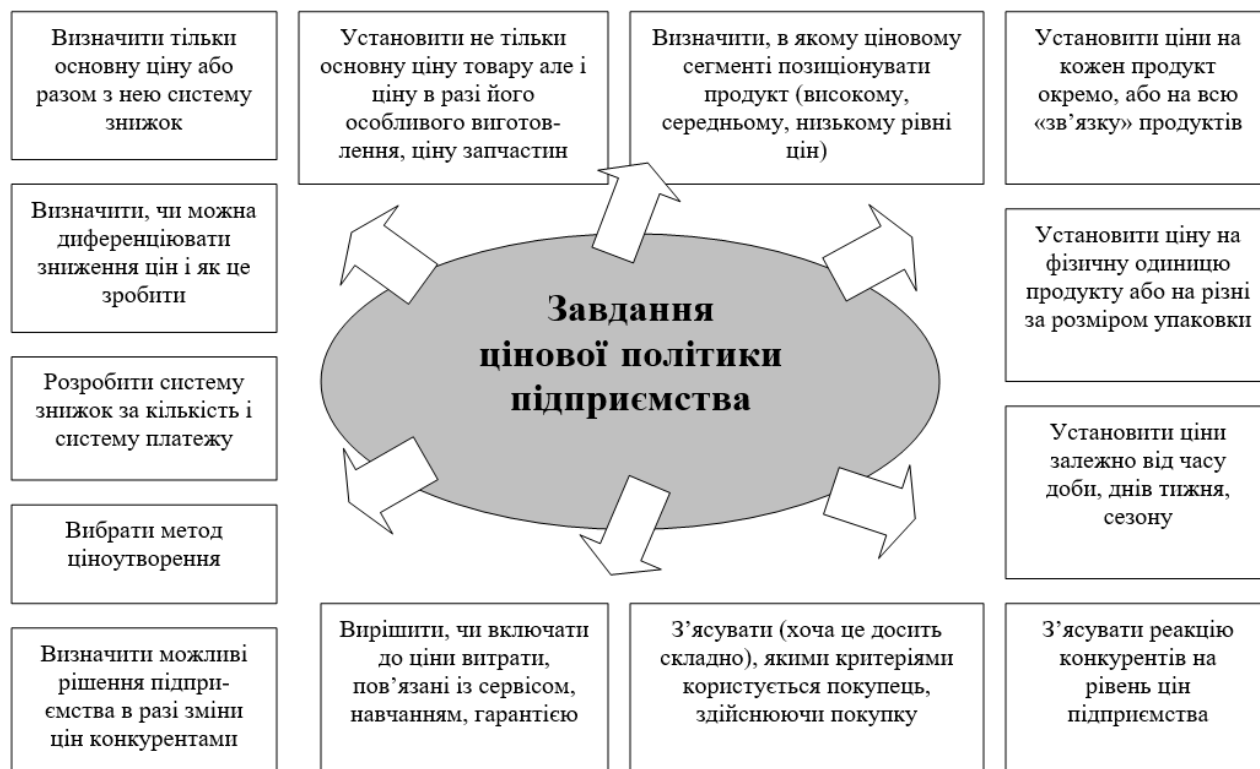 Визначити тільки
основну ціну або
разом з нею систему
знижок
Установити не тільки
основну ціну товару але і
ціну в разі його
особливого виготов-
лення, ціну запчастин
Визначити, в якому ціновому
сегменті позиціонувати
продукт (високому,
середньому, низькому рівні
цін)
Установити ціни на
кожен продукт
окремо, або на всю
«зв’язку» продуктів
Визначити, чи можна
диференціювати
зниження цін і як це
зробити
Завдання
цінової політики
підприємства
Установити ціну на
фізичну одиницю
продукту або на різні
за розміром упаковки
Розробити систему
знижок за кількість і
систему платежу
Установити ціни
залежно від часу
доби, днів тижня,
сезону
Вибрати метод
ціноутворення
Визначити можливі
рішення підпри-
ємства в разі зміни
цін конкурентами
Вирішити, чи включати
до ціни витрати,
пов’язані із сервісом,
навчанням, гарантією
З’ясувати (хоча це досить
складно), якими критеріями
користується покупець,
здійснюючи покупку
З’ясувати реакцію
конкурентів на
рівень цін
підприємства